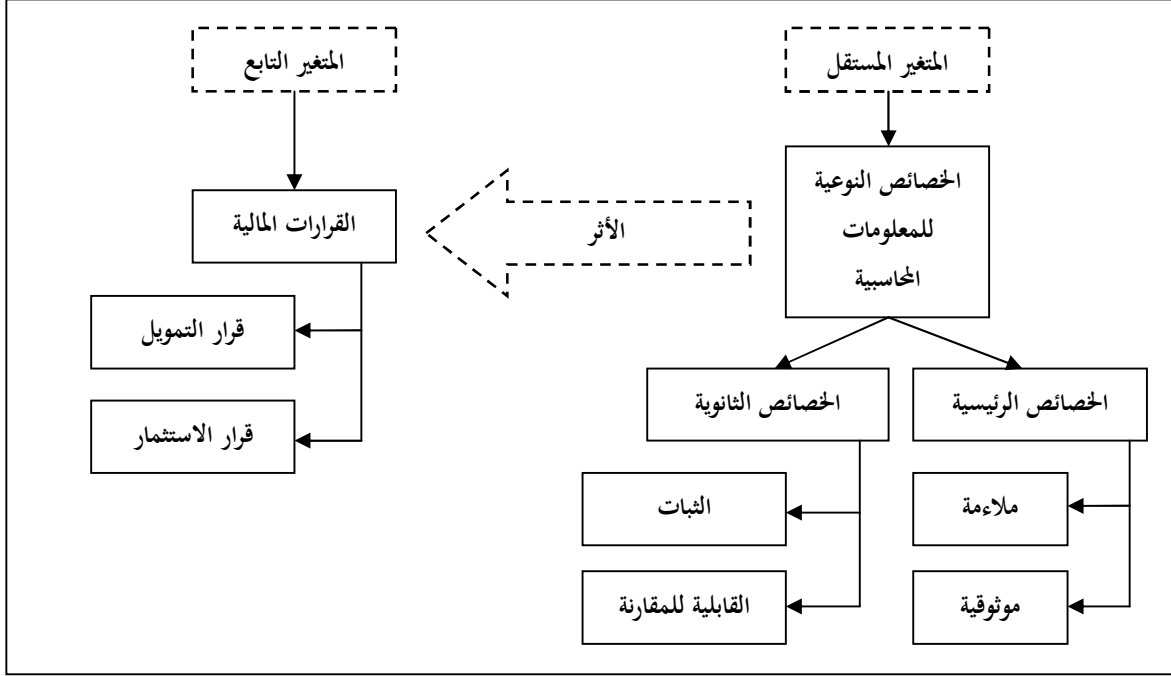 المتغير المستقل
المتغير التابع
الخصائص النوعية
للمعلومات
المحاسبية
الأثر
القرارات المالية
قرار التمويل
قرار الاستثمار
الخصائص الرئيسية
الخصائص الثانوية
ملاءمة
الثبات
موثوقية
القابلية للمقارنة